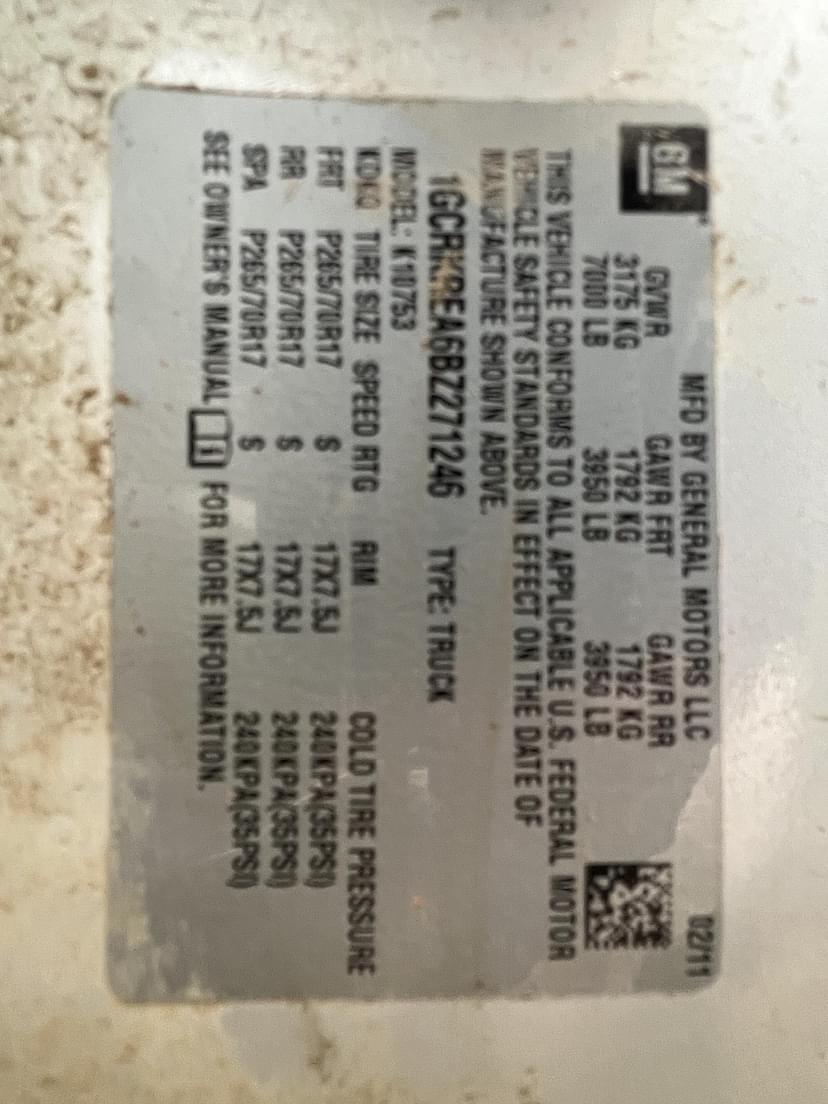 GM
MFD BY GENERAL MOTORS LLC 02/11
GVWR GAWR FRT GAWR RR
3175 KG 1792 KG 1792 KG
7000 LB 3950 LB 3950 LB
THIS VEHICLE CONFORMS TO ALL APPLICABLE U.S. FEDERAL MOTOR
VEHICLE SAFETY STANDARDS IN EFFECT ON THE DATE OF
MANUFACTURE SHOWN ABOVE.
TYPE: TRUCK
MODEL: K10753
TIRE SIZE SPEED RTG RIM COLD TIRE PRESSURE
FRT P265/70R17 S 17X7.5J 240KPA(35PSI)
RR P265/70R17 S 17X7.5J 240KPA(35PSI)
SPA P265/70R17 S 17X7.5J 240KPA(35PSI)
SEE OWNER'S MANUAL FOR MORE INFORMATION.